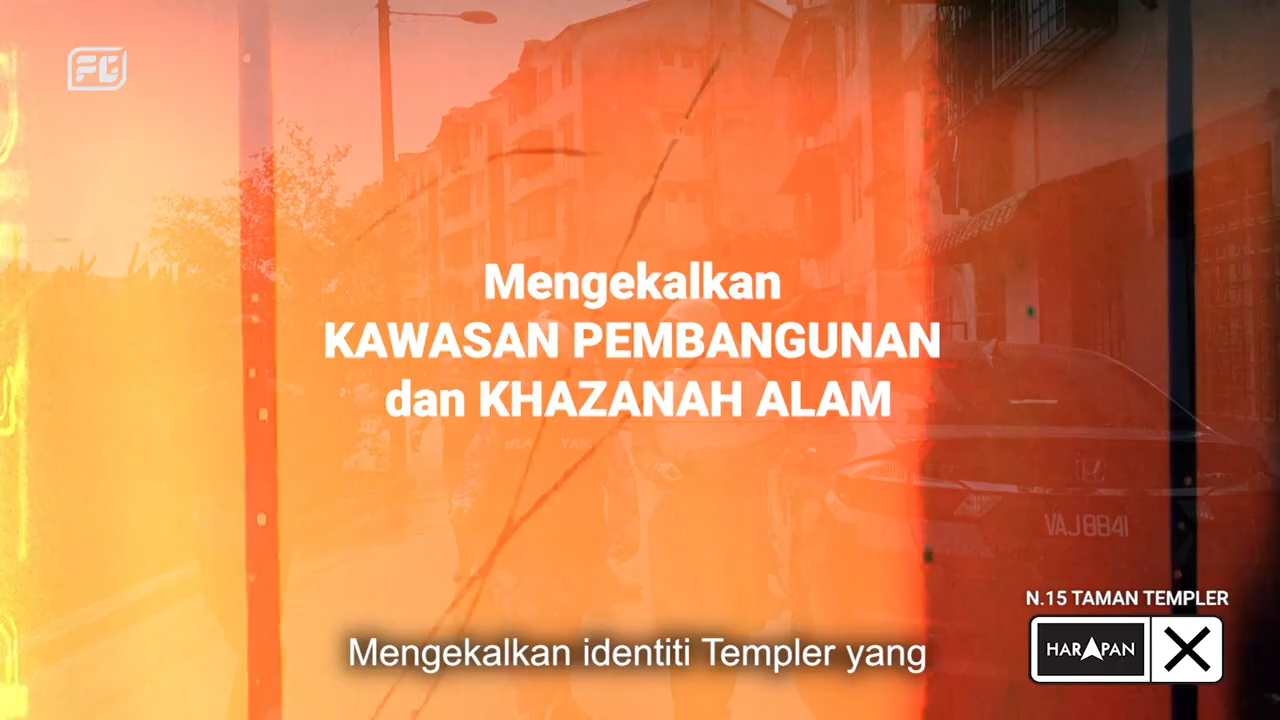 FG
Mengekalkan
KAWASAN PEMBANGUNAN
dan KHAZANAH ALAM
VAJ8841
N.15 TAMAN TEMPLER
HARAPAN
Mengekalkan identiti Templer yang